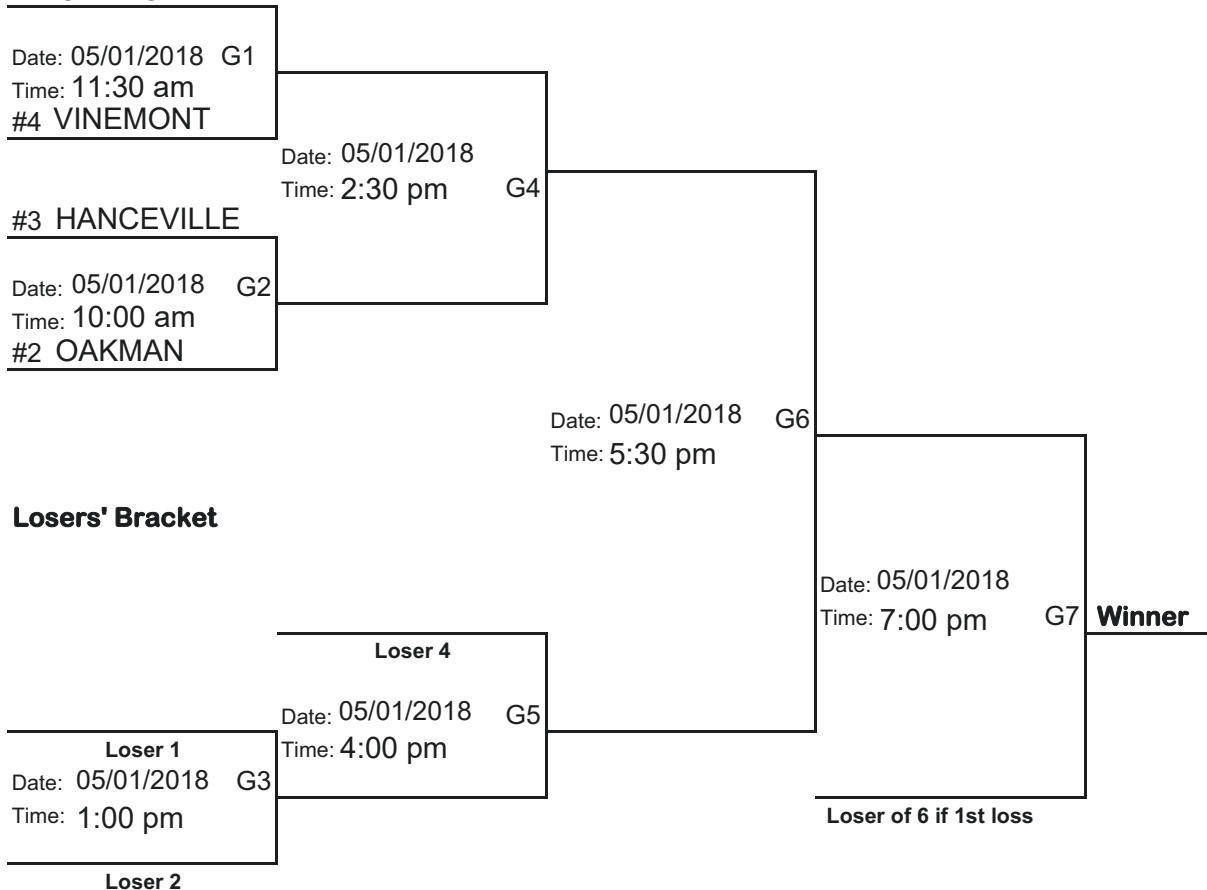 Date: 05/01/2018 G1
Time: 11:30 am
#4 VINEMONT
Date: 05/01/2018
Time: 2:30 pm G4
#3 HANCEVILLE
Date: 05/01/2018 G2
Time: 10:00 am
#2 OAKMAN
Date: 05/01/2018 G6
Time: 5:30 pm
Losers' Bracket
Date: 05/01/2018
Time: 7:00 pm G7 Winner
Loser 4
Date: 05/01/2018 G5
Time: 4:00 pm
Loser 1
Date: 05/01/2018 G3
Time: 1:00 pm
Loser of 6 if 1st loss
Loser 2